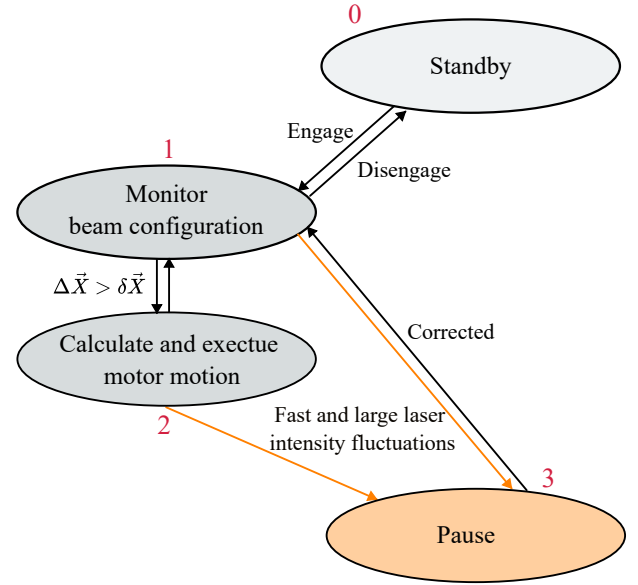 0
Standby
Engage
Disengage
1
Monitor
beam configuration
ΔX⃗ > δX⃗
Calculate and exectue
motor motion
2
Corrected
Fast and large laser
intensity fluctuations
3
Pause